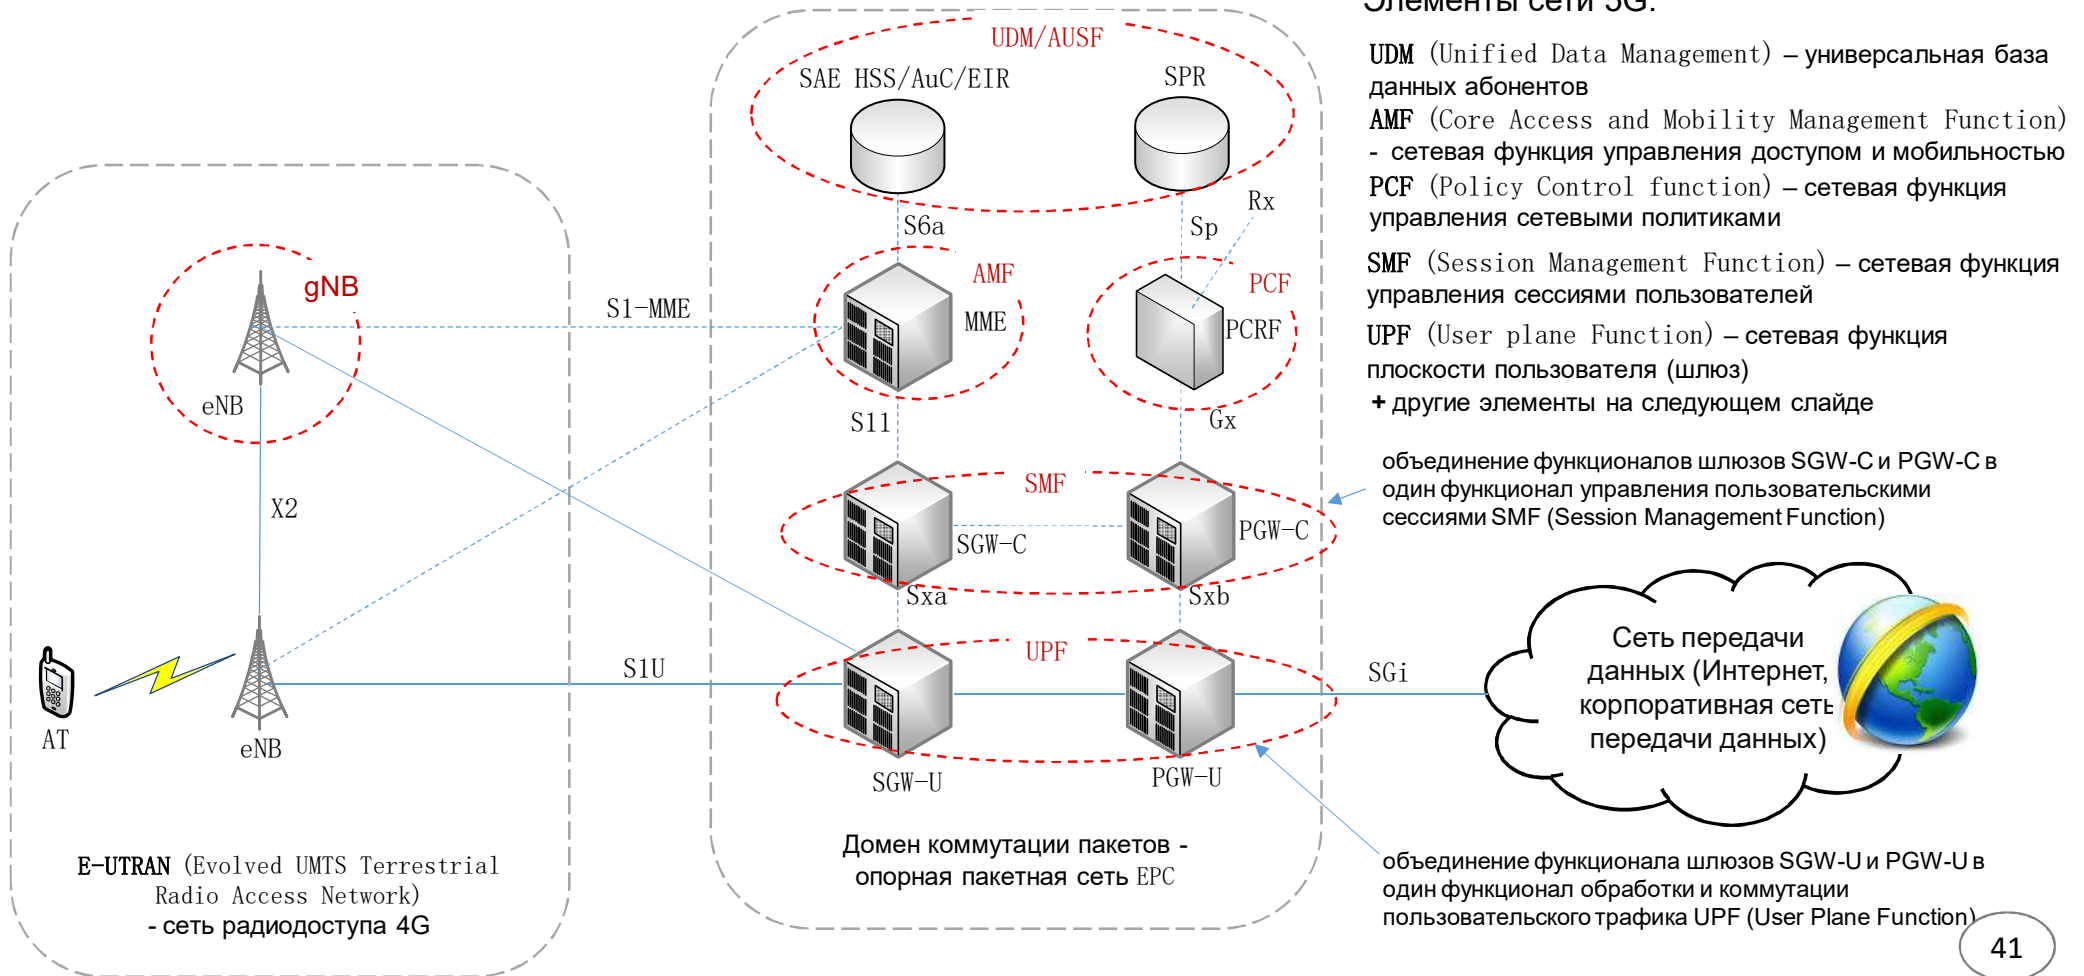 Элементы сети 5G:
UDM (Unified Data Management) – универсальная база
данных абонентов
AMF (Core Access and Mobility Management Function)
- сетевая функция управления доступом и мобильностью
PCF (Policy Control function) – сетевая функция
управления сетевыми политиками
SMF (Session Management Function) – сетевая функция
управления сессиями пользователей
UPF (User plane Function) – сетевая функция
плоскости пользователя (шлюз)
+ другие элементы на следующем слайде
UDM/AUSF
SAE HSS/AuC/EIR
SPR
S6a
Sp
Rx
gNB
eNB
S1-MME
AMF
MME
PCF
PCRF
S11
Gx
X2
SMF
SGW-C
PGW-C
Sxa
Sxb
объединение функционалов шлюзов SGW-C и PGW-C в
один функционал управления пользовательскими
сессиями SMF (Session Management Function)
AT
eNB
S1U
UPF
SGW-U
PGW-U
SGi
Сеть передачи
данных (Интернет,
корпоративная сеть
передачи данных)
E-UTRAN (Evolved UMTS Terrestrial
Radio Access Network)
- сеть радиодоступа 4G
Домен коммутации пакетов -
опорная пакетная сеть EPC
объединение функционала шлюзов SGW-U и PGW-U в
один функционал обработки и коммутации
пользовательского трафика UPF (User Plane Function)
41